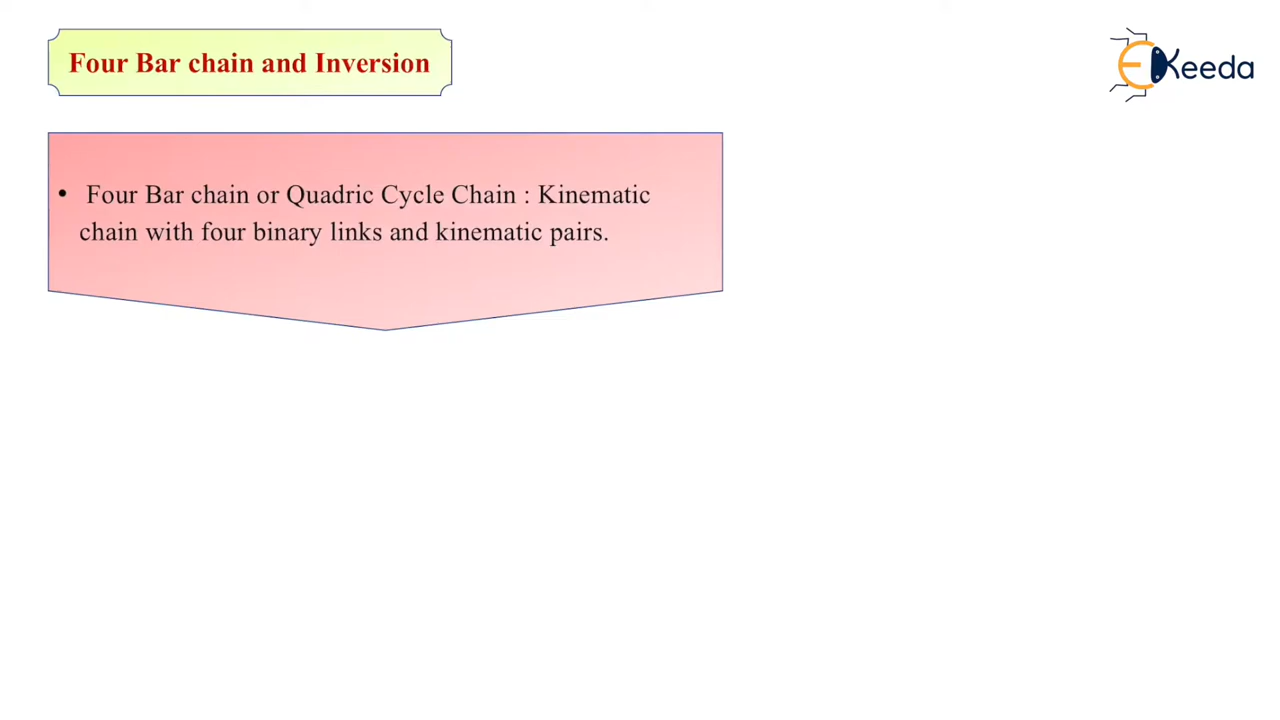 Four Bar chain and Inversion
EKeeda
• Four Bar chain or Quadric Cycle Chain : Kinematic
chain with four binary links and kinematic pairs.